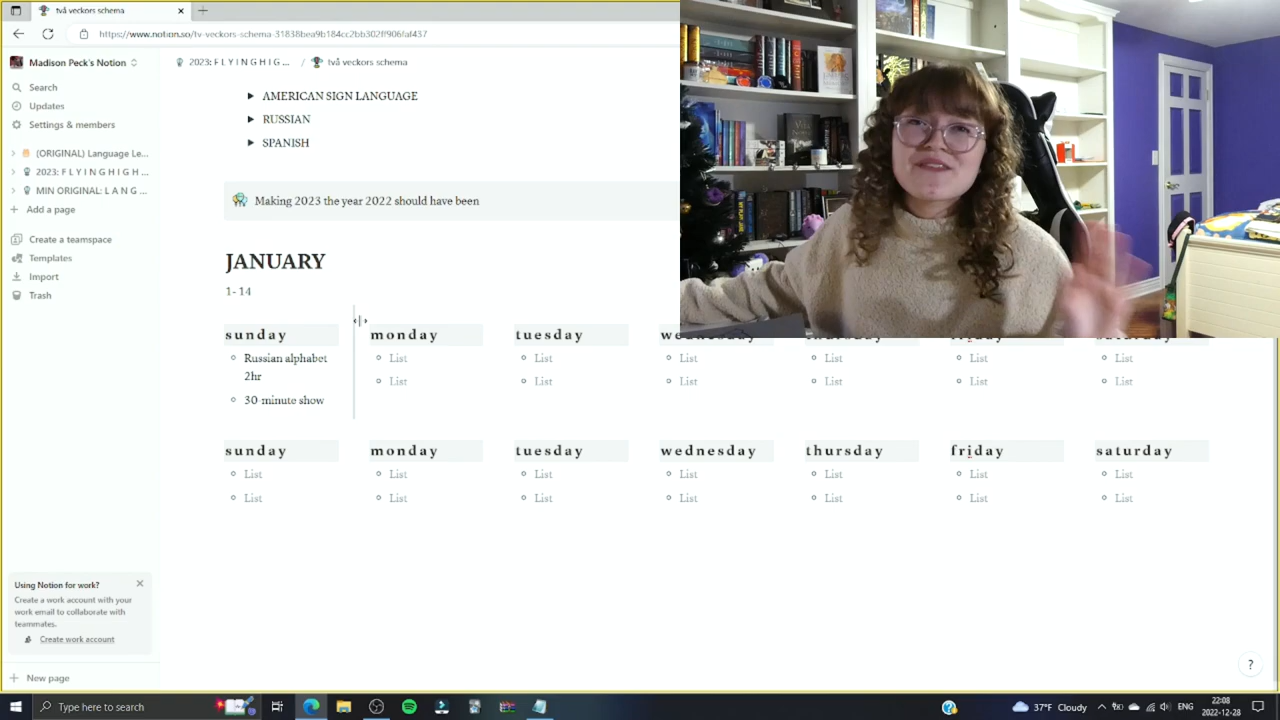 två veckors schema
https://www.notion.so/tv-veckors-schema-31838bea9b184cc2bb302ff906faf437
Madison Peck's Notion
2023: F L Y I N G H I G ... / två veckors schema
Search
Updates
Settings & members
(ORIGINAL) Language Le...
2023: F L Y I N G H I G H ...
MIN ORIGINAL: L A N G ...
Add a page
Create a teamspace
Templates
Import
Trash
AMERICAN SIGN LANGUAGE
RUSSIAN
SPANISH
Making 2023 the year 2022 should have been
JANUARY
1-14
sunday monday tuesday wednesday thursday friday saturday
Russian alphabet List List List List List List
2hr
30 minute show List List List List List List
sunday monday tuesday wednesday thursday friday saturday
List List List List List List List
List List List List List List List
Using Notion for work?
Create a work account with your
work email to collaborate with
teammates.
Create work account
New page
?
Type here to search
37°F Cloudy
ENG
22:08
2022-12-28